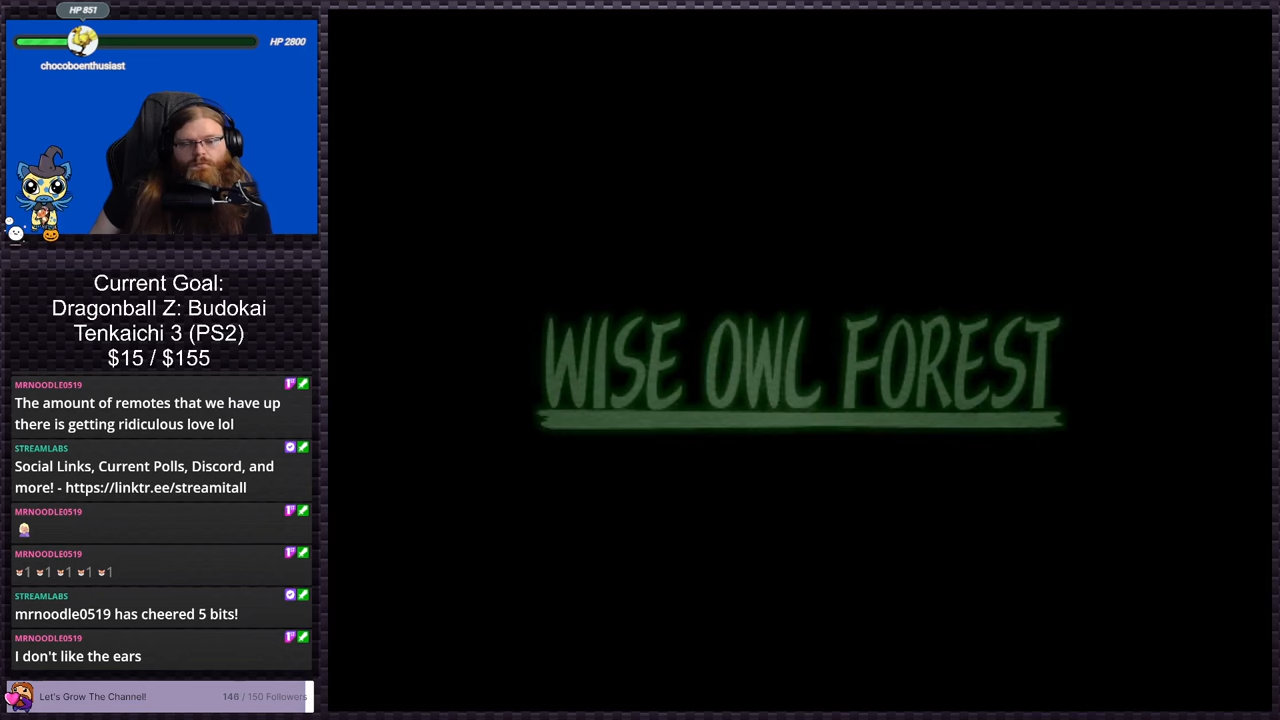 HP 851
HP 2800
chocoboenthusiast
Current Goal:
Dragonball Z: Budokai
Tenkaichi 3 (PS2)
$15 / $155
MRNOODLE0519
The amount of remotes that we have up
there is getting ridiculous love lol
STREAMLABS
Social Links, Current Polls, Discord, and
more! - https://linktr.ee/streamitall
MRNOODLE0519
MRNOODLE0519
1 1 1 1 1
STREAMLABS
mrnoodle0519 has cheered 5 bits!
MRNOODLE0519
I don't like the ears
Let's Grow The Channel!
146 / 150 Followers
WISE OWL FOREST